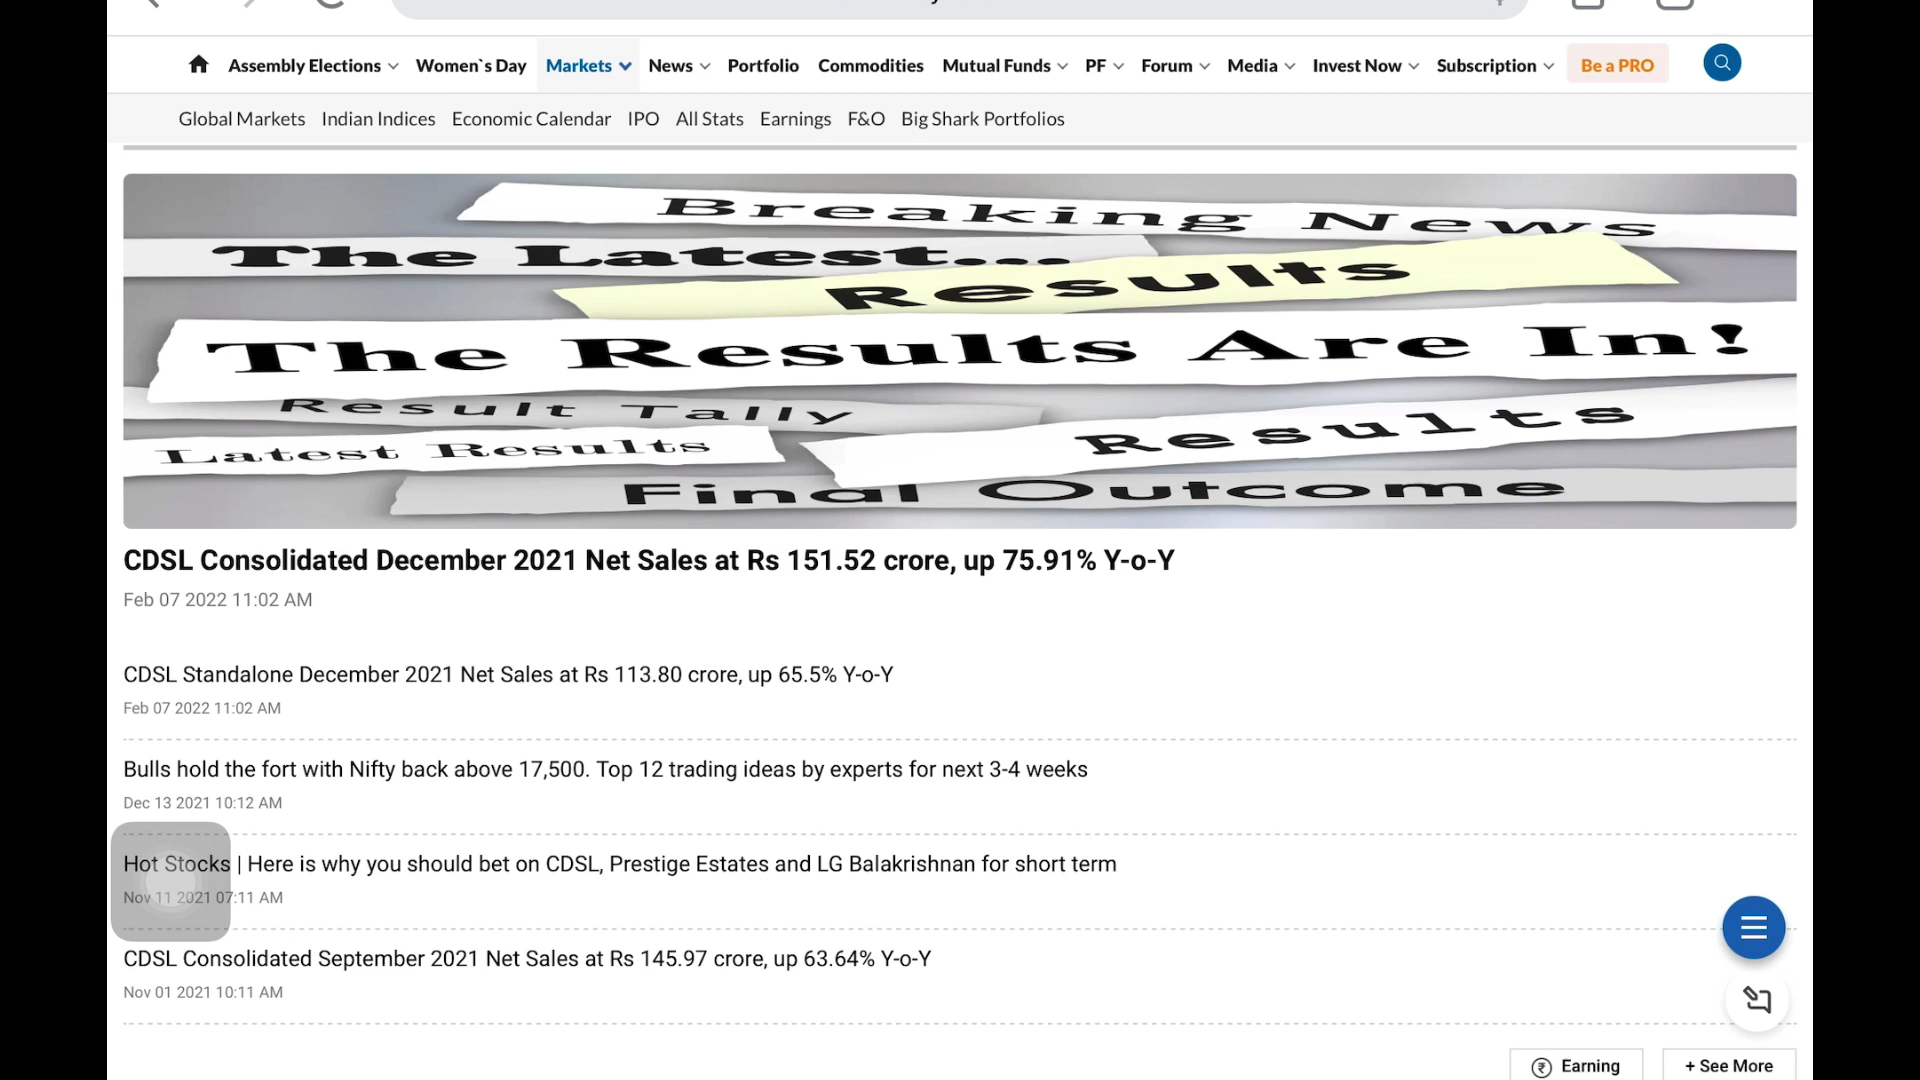 Assembly Elections Women`s Day Markets News Portfolio Commodities Mutual Funds PF Forum Media Invest Now Subscription Be a PRO
Global Markets Indian Indices Economic Calendar IPO All Stats Earnings F&O Big Shark Portfolios
Breaking News
The Latest...
Results
The Results Are In!
Result Tally
Results
Latest Results
Final Outcome
CDSL Consolidated December 2021 Net Sales at Rs 151.52 crore, up 75.91% Y-o-Y
Feb 07 2022 11:02 AM
CDSL Standalone December 2021 Net Sales at Rs 113.80 crore, up 65.5% Y-o-Y
Feb 07 2022 11:02 AM
Bulls hold the fort with Nifty back above 17,500. Top 12 trading ideas by experts for next 3-4 weeks
Dec 13 2021 10:12 AM
Hot Stocks | Here is why you should bet on CDSL, Prestige Estates and LG Balakrishnan for short term
Nov 11 2021 07:11 AM
CDSL Consolidated September 2021 Net Sales at Rs 145.97 crore, up 63.64% Y-o-Y
Nov 01 2021 10:11 AM
₹ Earning + See More